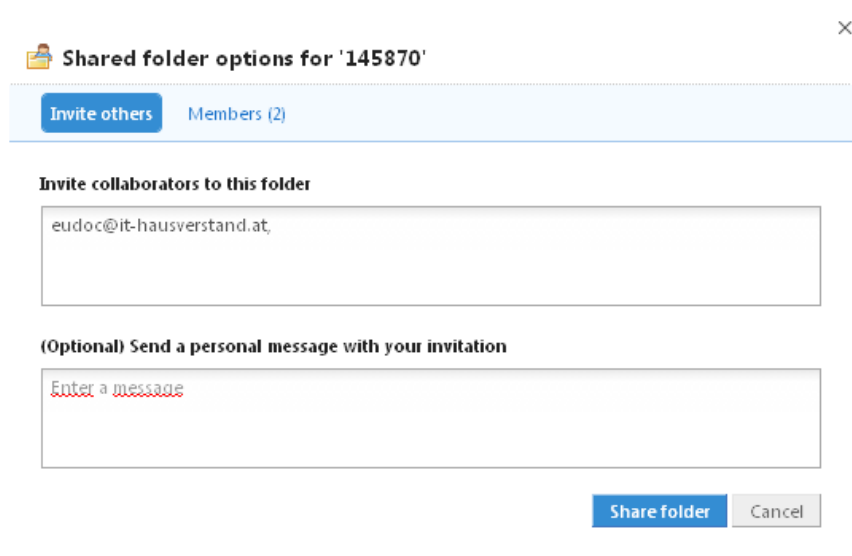 Shared folder options for '145870'
Invite others Members (2)
Invite collaborators to this folder
eudoc@it-hausverstand.at,
(Optional) Send a personal message with your invitation
Enter a message
Share folder Cancel